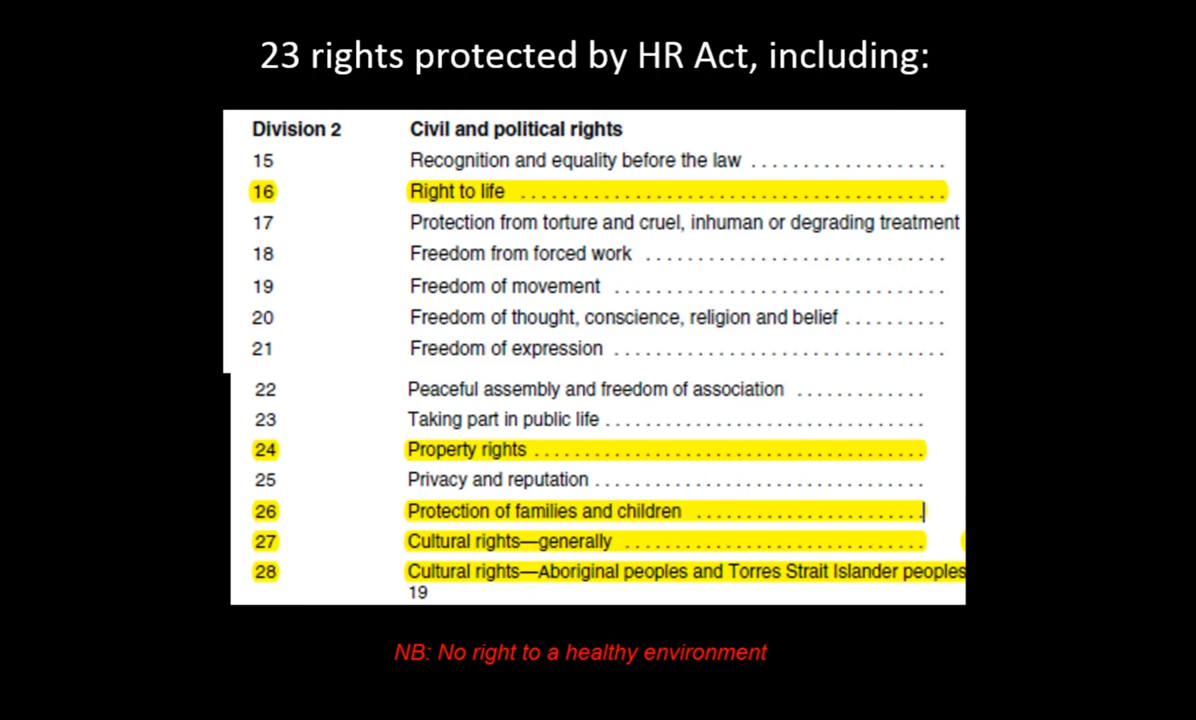 23 rights protected by HR Act, including:
Division 2 Civil and political rights
15 Recognition and equality before the law . . . . . . . . . . . . . . . . . . .
16 Right to life . . . . . . . . . . . . . . . . . . . . . . . . . . . . . . . . . . . . . . . . .
17 Protection from torture and cruel, inhuman or degrading treatment
18 Freedom from forced work . . . . . . . . . . . . . . . . . . . . . . . . . . . . .
19 Freedom of movement . . . . . . . . . . . . . . . . . . . . . . . . . . . . . . . .
20 Freedom of thought, conscience, religion and belief . . . . . . . . . .
21 Freedom of expression . . . . . . . . . . . . . . . . . . . . . . . . . . . . . . . .
22 Peaceful assembly and freedom of association . . . . . . . . . . . . .
23 Taking part in public life . . . . . . . . . . . . . . . . . . . . . . . . . . . . . . . .
24 Property rights . . . . . . . . . . . . . . . . . . . . . . . . . . . . . . . . . . . . . . .
25 Privacy and reputation . . . . . . . . . . . . . . . . . . . . . . . . . . . . . . . . .
26 Protection of families and children . . . . . . . . . . . . . . . . . . . . . . .
27 Cultural rights—generally . . . . . . . . . . . . . . . . . . . . . . . . . . . . . .
28 Cultural rights—Aboriginal peoples and Torres Strait Islander peoples
19
NB: No right to a healthy environment